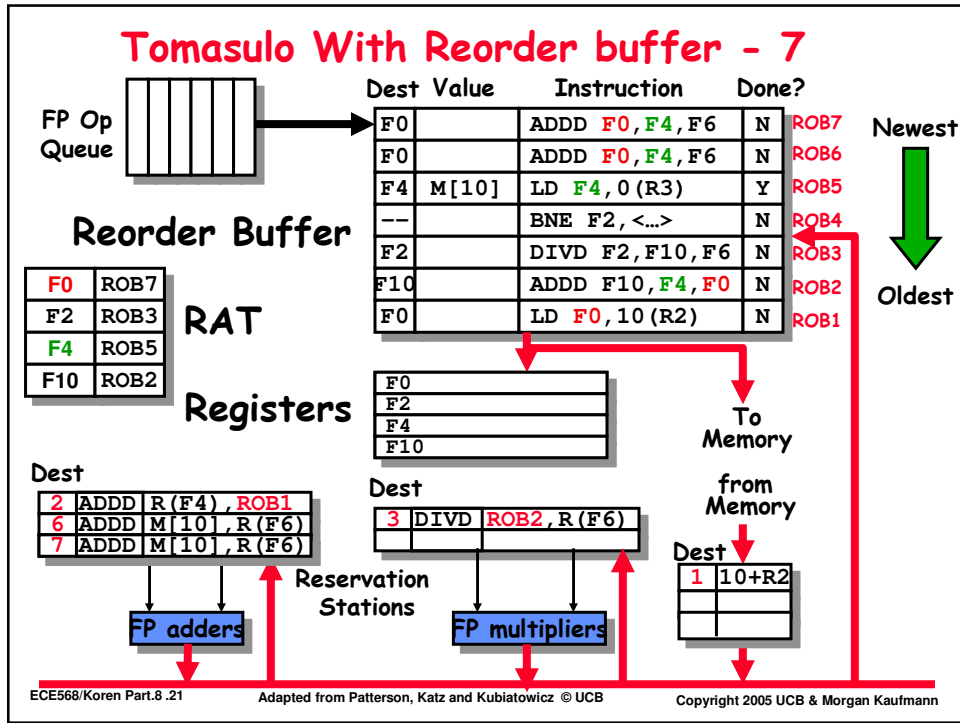 Tomasulo With Reorder buffer - 7
Dest Value Instruction Done?
FP Op
Queue
F0 ADDD F0,F4,F6 N ROB7
F0 ADDD F0,F4,F6 N ROB6
F4 M[10] LD F4,0(R3) Y ROB5
-- BNE F2,<…> N ROB4
F2 DIVD F2,F10,F6 N ROB3
F10 ADDD F10,F4,F0 N ROB2
F0 LD F0,10(R2) N ROB1
Newest
Oldest
Reorder Buffer
F0 ROB7
F2 ROB3
F4 ROB5
F10 ROB2
RAT
Registers
F0
F2
F4
F10
To
Memory
from
Memory
Dest
2 ADDD R(F4),ROB1
6 ADDD M[10],R(F6)
7 ADDD M[10],R(F6)
Dest
3 DIVD ROB2,R(F6)
Dest
1 10+R2
Reservation
Stations
FP adders
FP multipliers
ECE568/Koren Part.8 .21
Adapted from Patterson, Katz and Kubiatowicz © UCB
Copyright 2005 UCB & Morgan Kaufmann